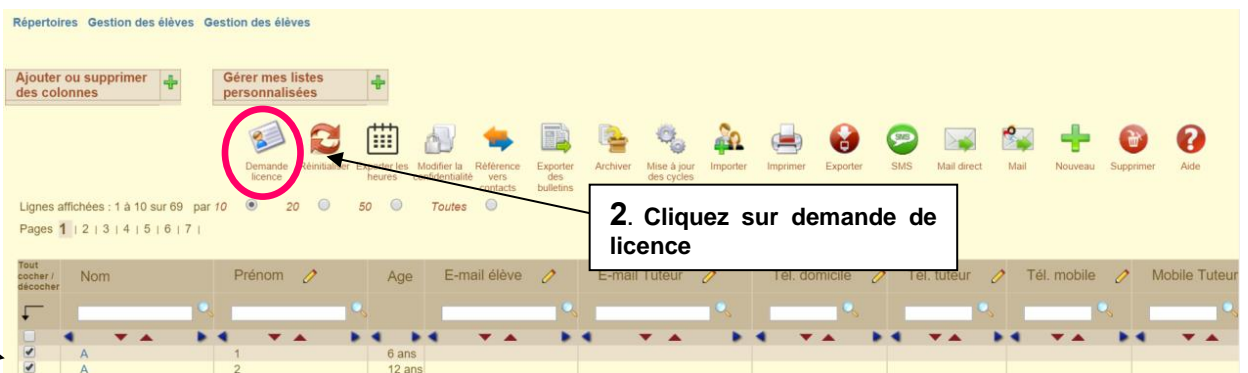 Répertoires Gestion des élèves Gestion des élèves
Ajouter ou supprimer des colonnes
Gérer mes listes personnalisées
Demande licence
Réinitialiser
Exporter les heures
Modifier la confidentialité
Référence vers contacts
Exporter des bulletins
Archiver
Mise à jour des cycles
Importer
Imprimer
Exporter
SMS
SMS
Mail direct
Mail
Nouveau
Supprimer
Aide
Lignes affichées : 1 à 10 sur 69 par 10 20 50 Toutes
Pages 1 | 2 | 3 | 4 | 5 | 6 | 7 |
2. Cliquez sur demande de
licence
Tout cocher / décocher
Nom Prénom Age E-mail élève E-mail Tuteur Tél. domicile Tél. tuteur Tél. mobile Mobile Tuteur
A 1 6 ans
A 2 12 ans